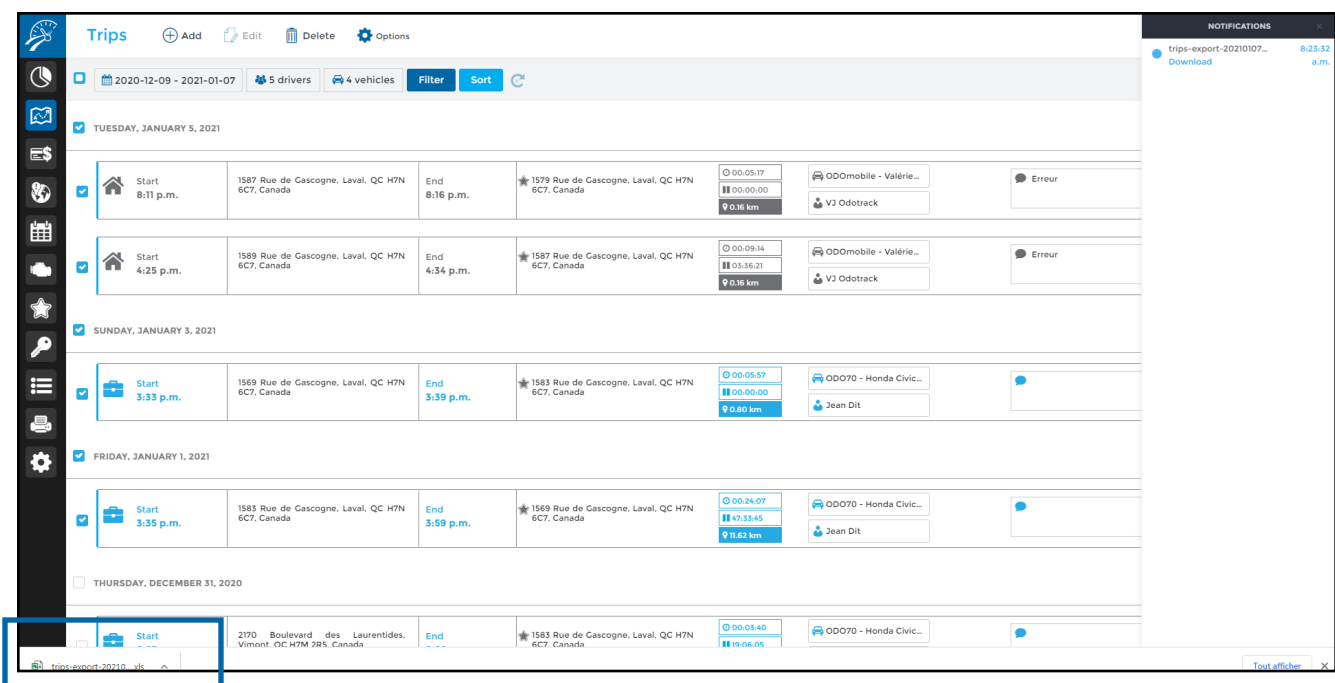 Trips
Add
Edit
Delete
Options
2020-12-09 - 2021-01-07
5 drivers
4 vehicles
Filter
Sort
NOTIFICATIONS
trips-export-20210107...
8:23:32
Download
a.m.
TUESDAY, JANUARY 5, 2021
Start
8:11 p.m.
1587 Rue de Gascogne, Laval, QC H7N
6C7, Canada
End
8:16 p.m.
1579 Rue de Gascogne, Laval, QC H7N
6C7, Canada
00:05:17
00:00:00
0.16 km
ODOmobile - Valérie...
VJ Odotrack
Erreur
Start
4:25 p.m.
1589 Rue de Gascogne, Laval, QC H7N
6C7, Canada
End
4:34 p.m.
1587 Rue de Gascogne, Laval, QC H7N
6C7, Canada
00:09:14
03:36:21
0.16 km
ODOmobile - Valérie...
VJ Odotrack
Erreur
SUNDAY, JANUARY 3, 2021
Start
3:33 p.m.
1569 Rue de Gascogne, Laval, QC H7N
6C7, Canada
End
3:39 p.m.
1583 Rue de Gascogne, Laval, QC H7N
6C7, Canada
00:05:57
00:00:00
0.80 km
ODO70 - Honda Civic...
Jean Dit
FRIDAY, JANUARY 1, 2021
Start
3:35 p.m.
1583 Rue de Gascogne, Laval, QC H7N
6C7, Canada
End
3:59 p.m.
1569 Rue de Gascogne, Laval, QC H7N
6C7, Canada
00:24:07
47:33:45
11.62 km
ODO70 - Honda Civic...
Jean Dit
THURSDAY, DECEMBER 31, 2020
Start
2170 Boulevard des Laurentides,
Vimont, QC H7M 2R5, Canada
End
1583 Rue de Gascogne, Laval, QC H7N
6C7, Canada
00:03:40
19:06:05
ODO70 - Honda Civic...
trips-export-20210....xls
Tout afficher